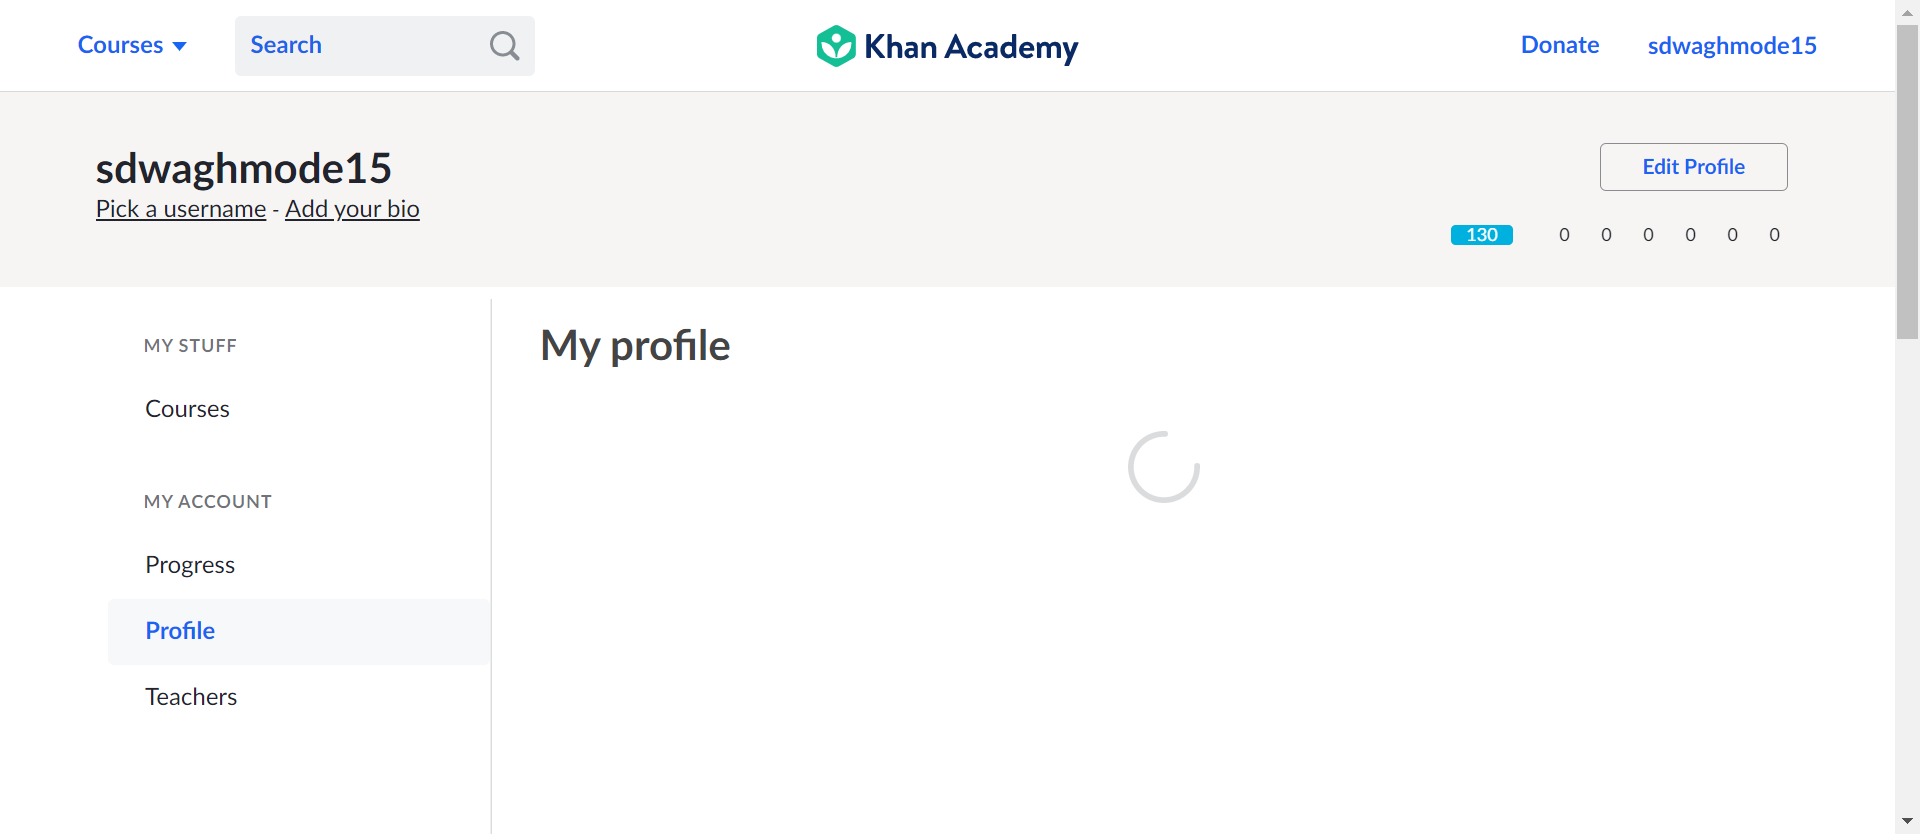 Courses
Search
Khan Academy
Donate
sdwaghmode15
sdwaghmode15
Pick a username - Add your bio
Edit Profile
130 0 0 0 0 0 0
MY STUFF
Courses
MY ACCOUNT
Progress
Profile
Teachers
My profile